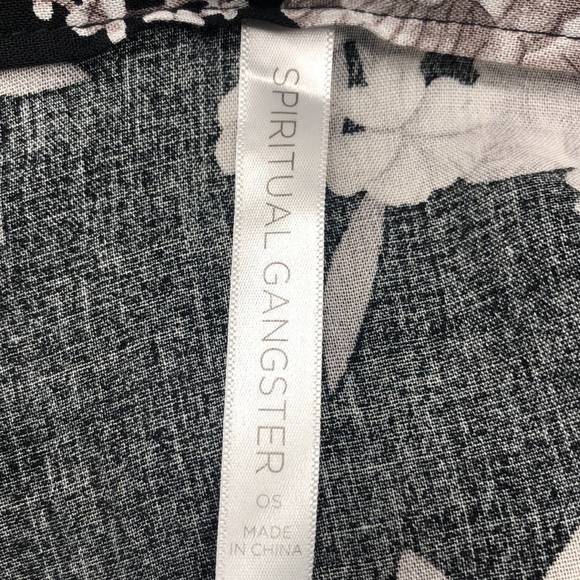 SPIRITUAL GANGSTER
OS
MADE
IN CHINA